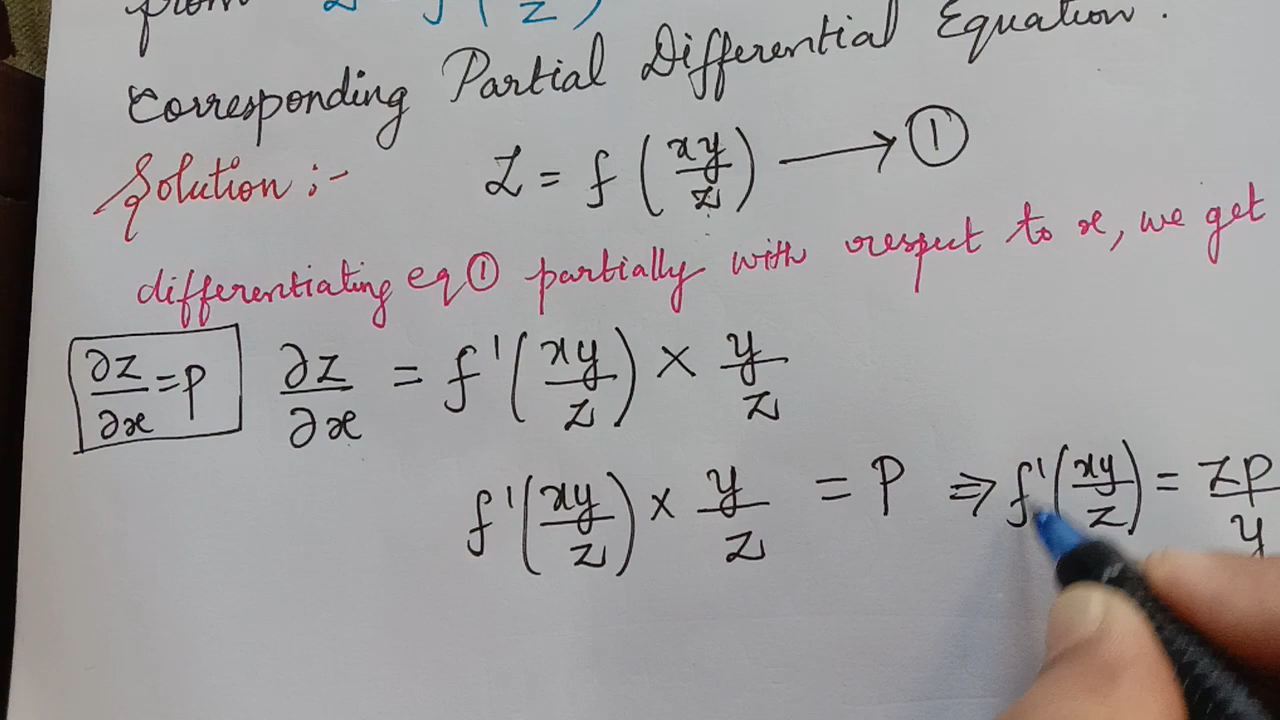 from Z = f(   /z)
Corresponding Partial Differential Equation.
Solution :- Z = f(xy/z) → ①
differentiating eq ① partially with respect to x, we get
∂z/∂x = P ∂z/∂x = f'(xy/z) × y/z
f'(xy/z) × y/z = P ⇒ f'(xy/z) = zp/y